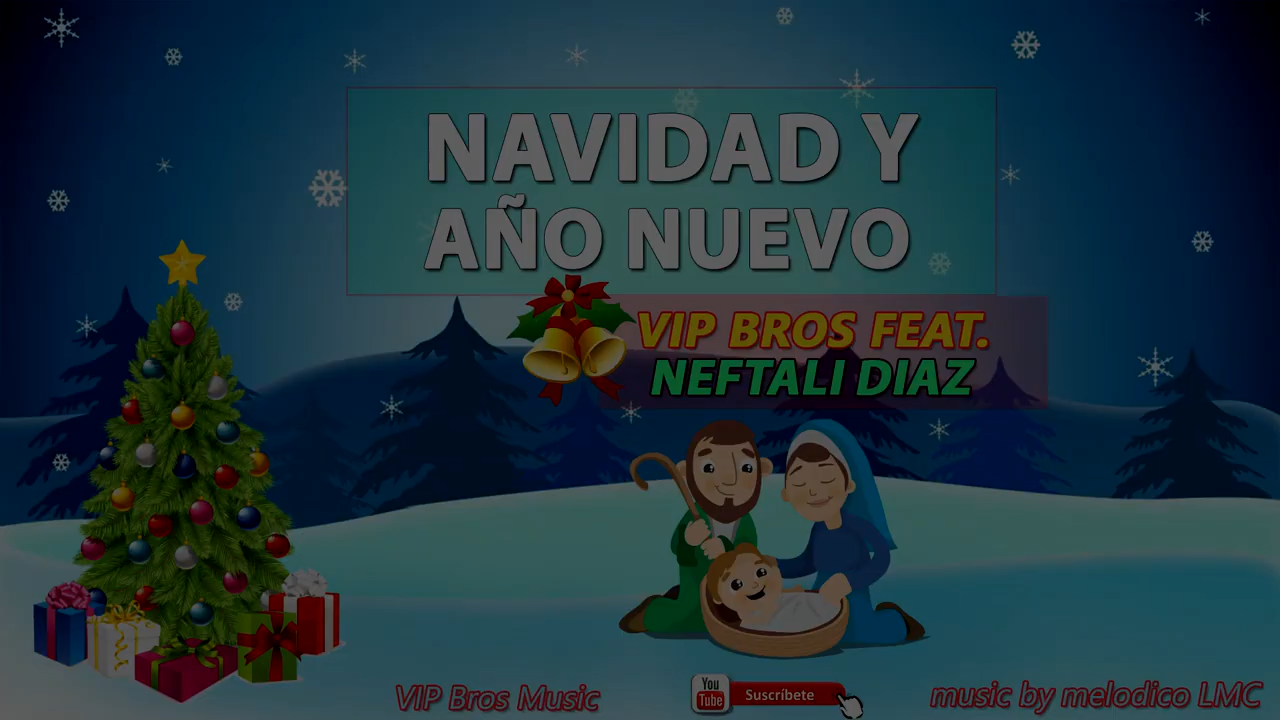 NAVIDAD Y
AÑO NUEVO
VIP BROS FEAT.
NEFTALI DIAZ
VIP Bros Music
You
Tube
Suscríbete
music by melodico LMC